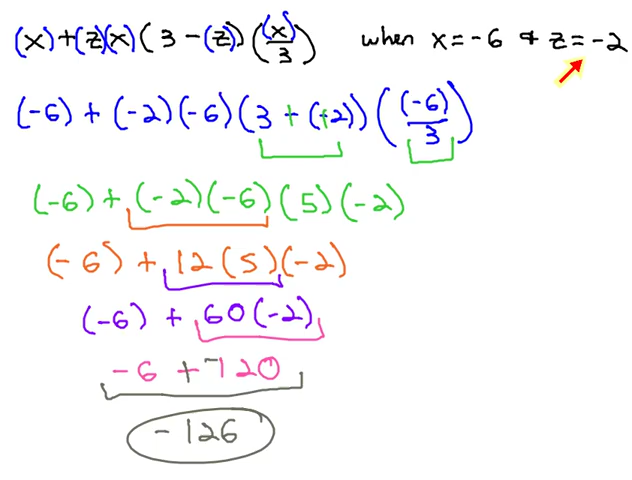 (x) + (z)(x) (3 - (z)) ((x)/3) when x = -6 & z = -2
(-6) + (-2)(-6) (3 + (+2)) ((-6)/3)
(-6) + (-2)(-6) (5) (-2)
(-6) + 12 (5) (-2)
(-6) + 60 (-2)
-6 + -120
-126